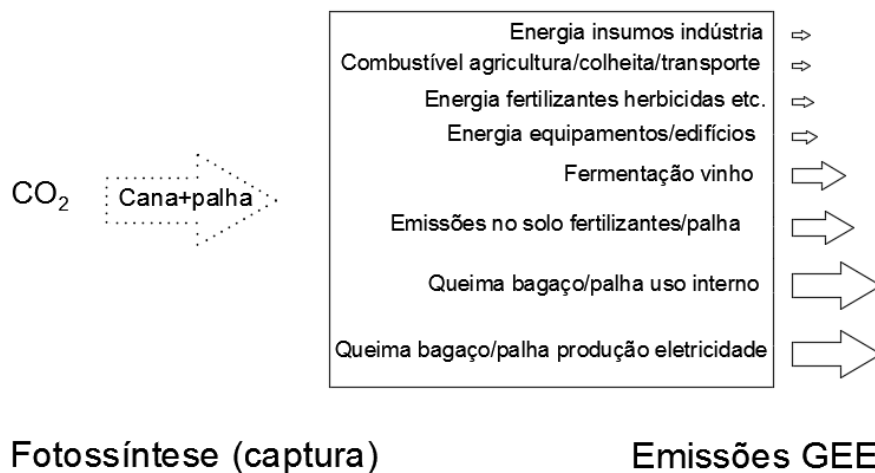 Energia insumos indústria
Combustível agricultura/colheita/transporte
Energia fertilizantes herbicidas etc.
Energia equipamentos/edifícios
CO₂
Cana+palha
Fermentação vinho
Emissões no solo fertilizantes/palha
Queima bagaço/palha uso interno
Queima bagaço/palha produção eletricidade
Fotossíntese (captura)
Emissões GEE